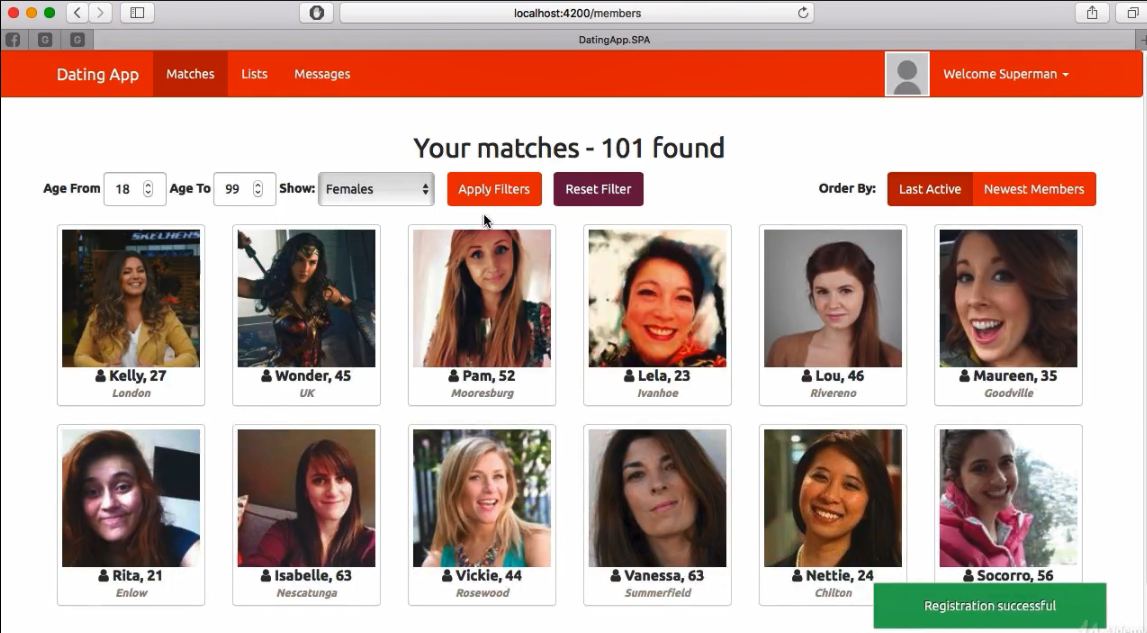 localhost:4200/members
DatingApp.SPA
Dating App Matches Lists Messages Welcome Superman
Your matches - 101 found
Age From 18 Age To 99 Show: Females Apply Filters Reset Filter Order By: Last Active Newest Members
SKECHERS
Kelly, 27 Wonder, 45 Pam, 52 Lela, 23 Lou, 46 Maureen, 35
London UK Mooresburg Ivanhoe Rivereno Goodville
Rita, 21 Isabelle, 63 Vickie, 44 Vanessa, 63 Nettie, 24 Socorro, 56
Enlow Nescatunga Rosewood Summerfield Chilton
Registration successful